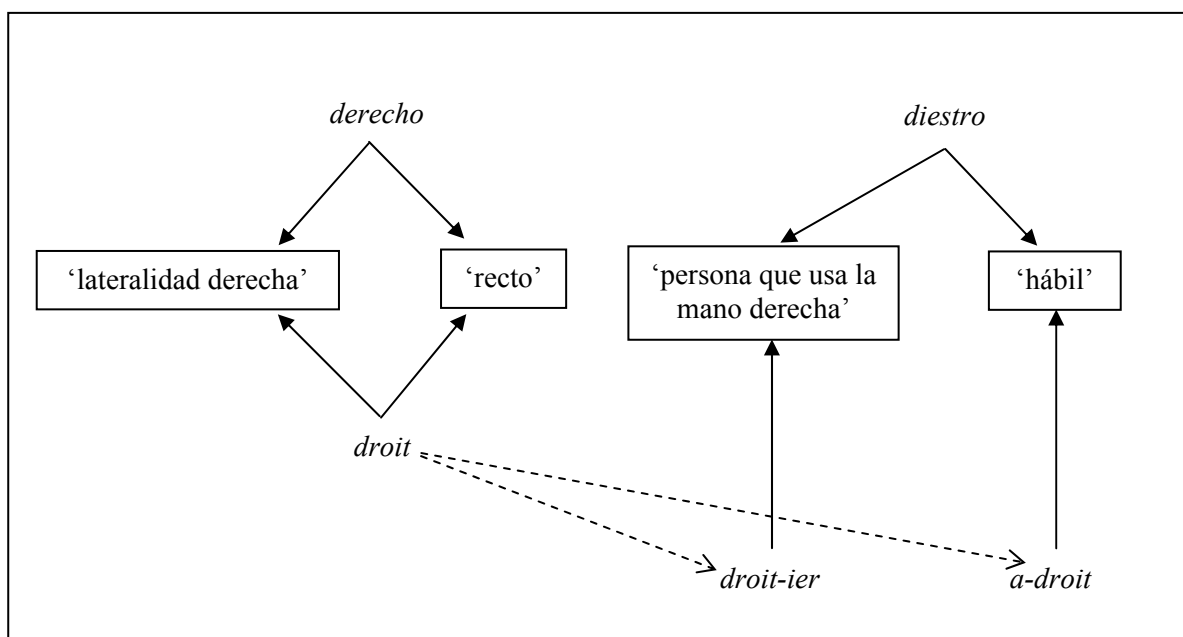 derecho
diestro
‘lateralidad derecha’
‘recto’
‘persona que usa la
mano derecha’
‘hábil’
droit
droit-ier
a-droit